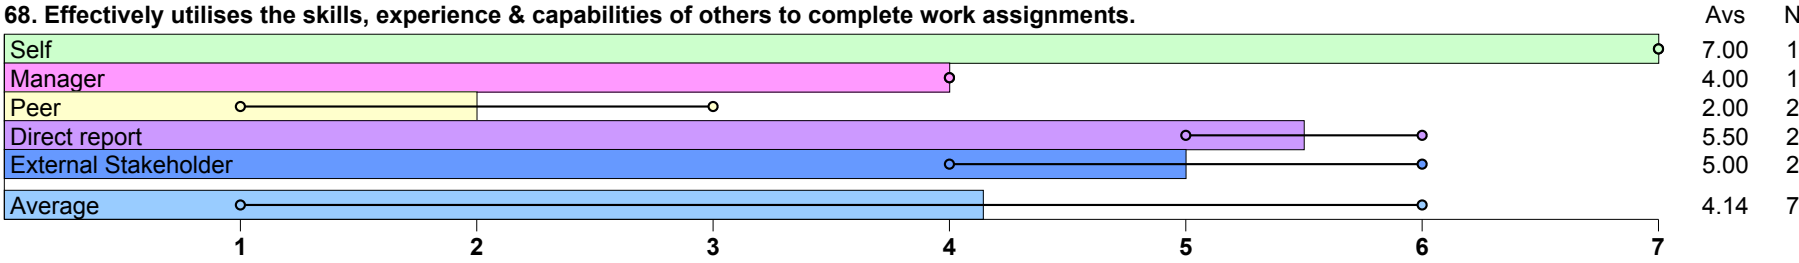 68. Effectively utilises the skills, experience & capabilities of others to complete work assignments. Avs N
Self 7.00 1
Manager 4.00 1
Peer 2.00 2
Direct report 5.50 2
External Stakeholder 5.00 2
Average 4.14 7
1 2 3 4 5 6 7